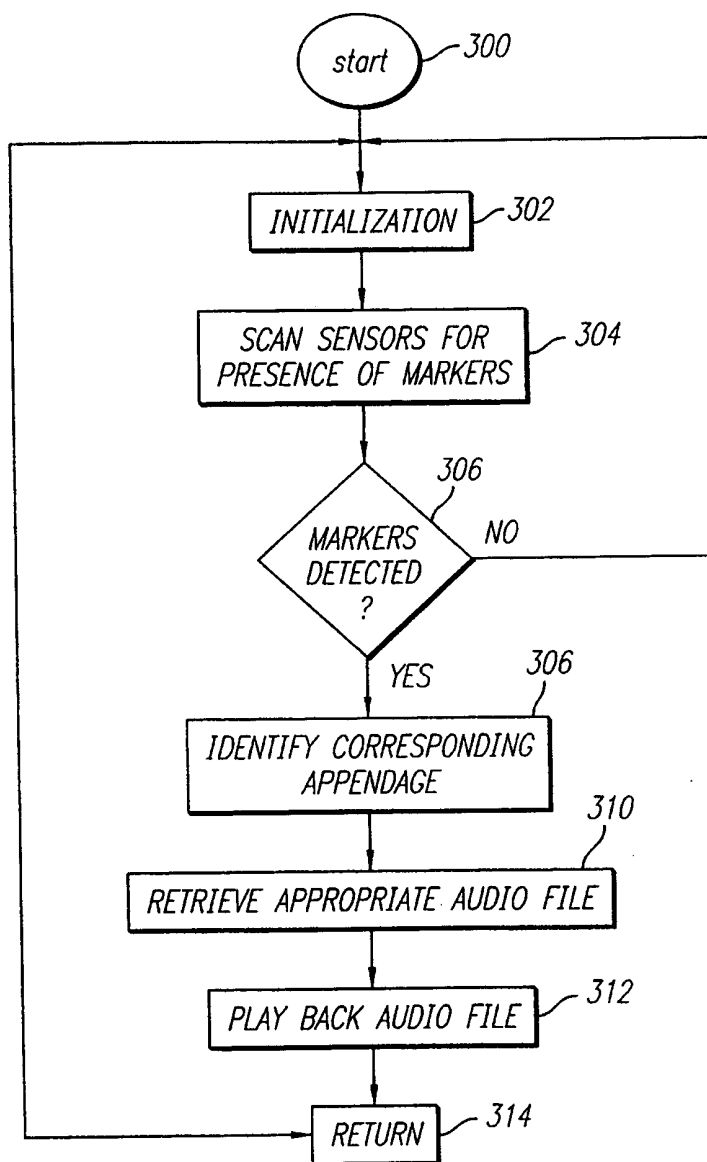 start
300
INITIALIZATION
302
SCAN SENSORS FOR
PRESENCE OF MARKERS
304
306
MARKERS
DETECTED
?
NO
YES
306
IDENTIFY CORRESPONDING
APPENDAGE
310
RETRIEVE APPROPRIATE AUDIO FILE
312
PLAY BACK AUDIO FILE
RETURN
314